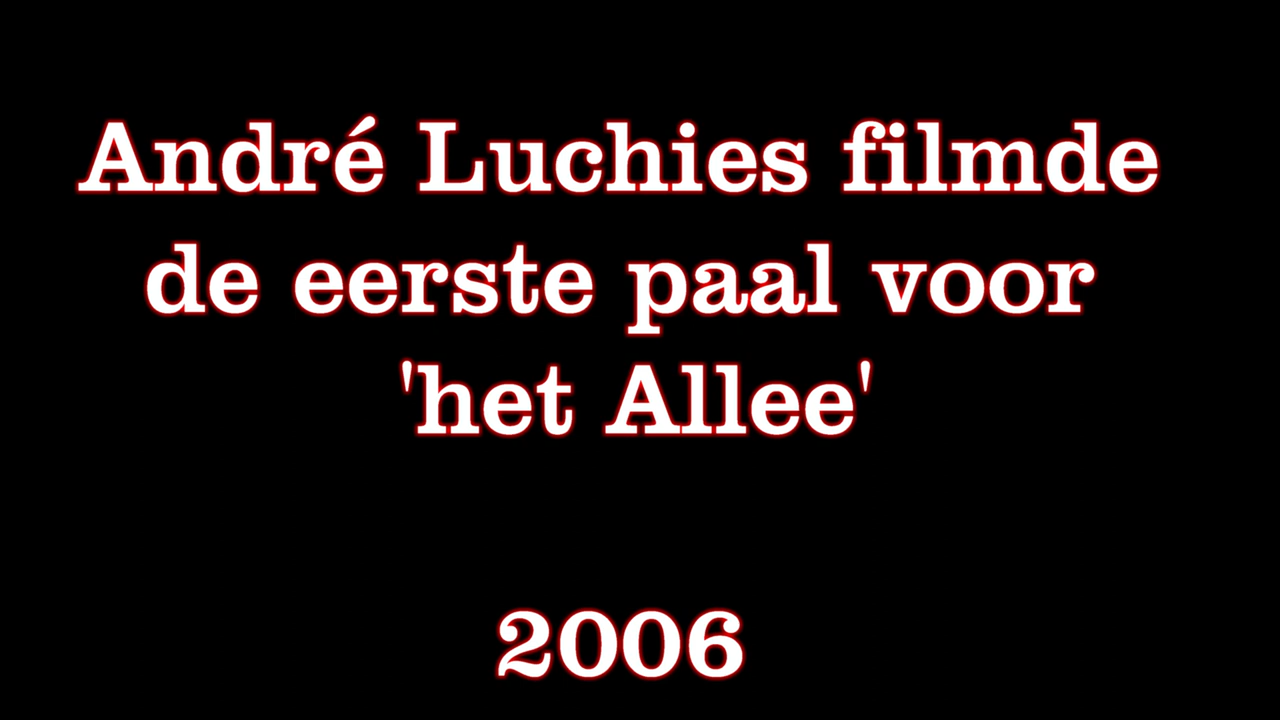 André Luchies filmde
de eerste paal voor
'het Allee'
2006